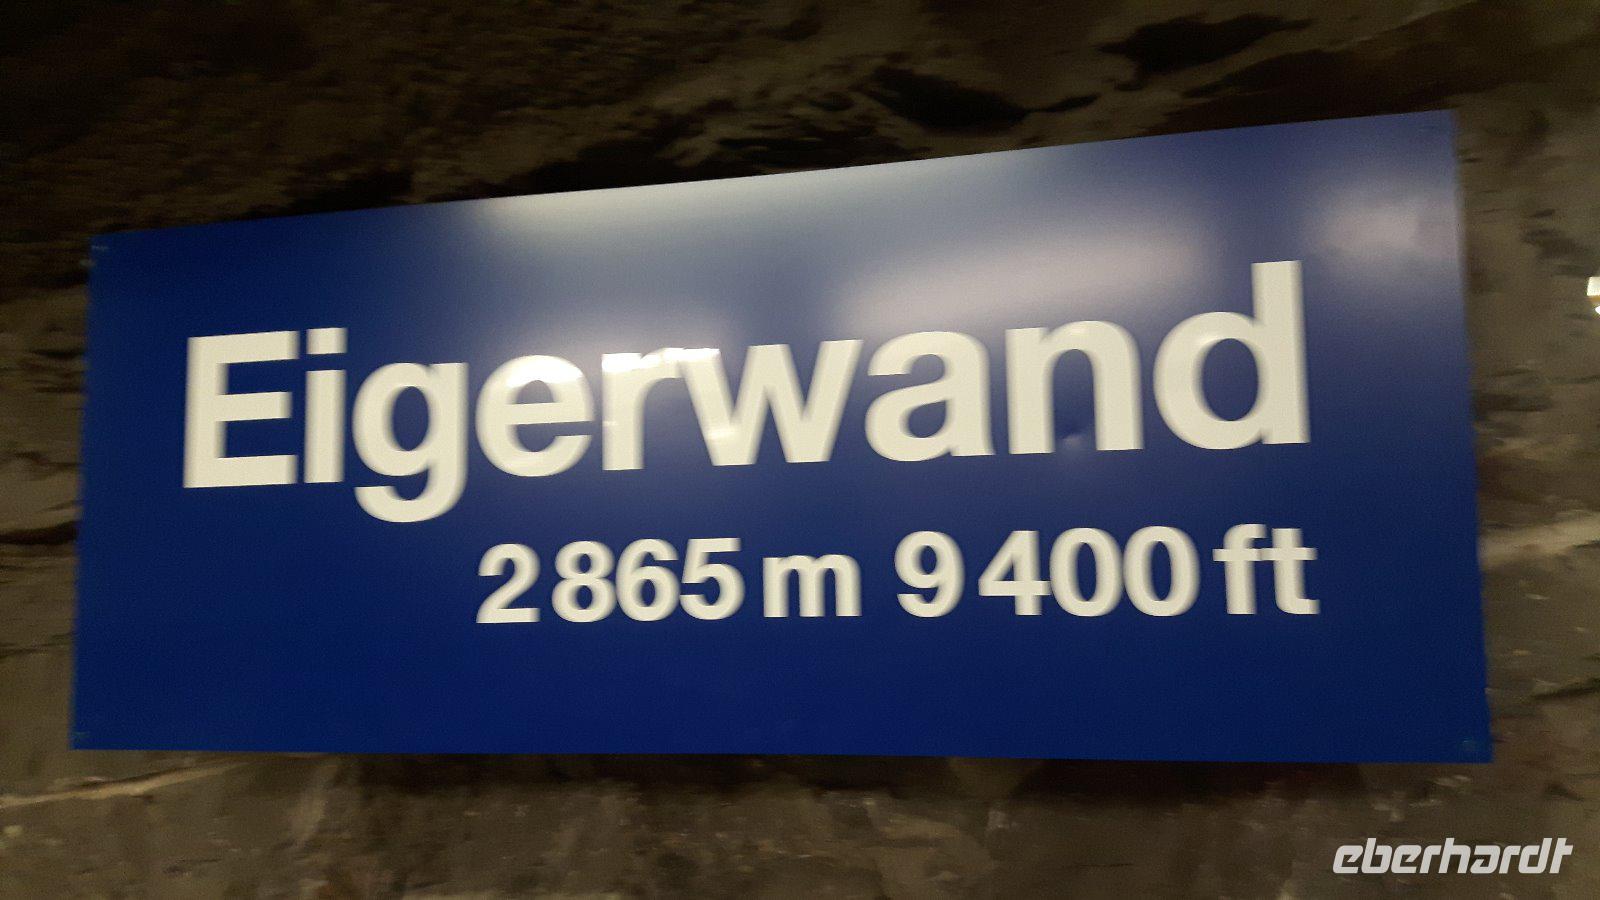 Eigerwand
2 865 m 9 400 ft
eberhardt